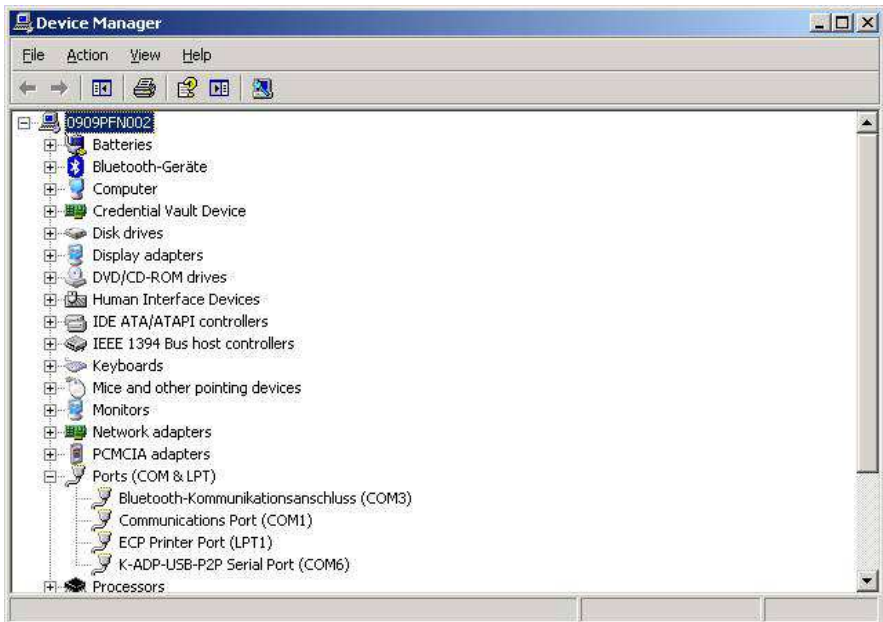 Device Manager
File Action View Help
0909PFN002
Batteries
Bluetooth-Geräte
Computer
Credential Vault Device
Disk drives
Display adapters
DVD/CD-ROM drives
Human Interface Devices
IDE ATA/ATAPI controllers
IEEE 1394 Bus host controllers
Keyboards
Mice and other pointing devices
Monitors
Network adapters
PCMCIA adapters
Ports (COM & LPT)
Bluetooth-Kommunikationsanschluss (COM3)
Communications Port (COM1)
ECP Printer Port (LPT1)
K-ADP-USB-P2P Serial Port (COM6)
Processors